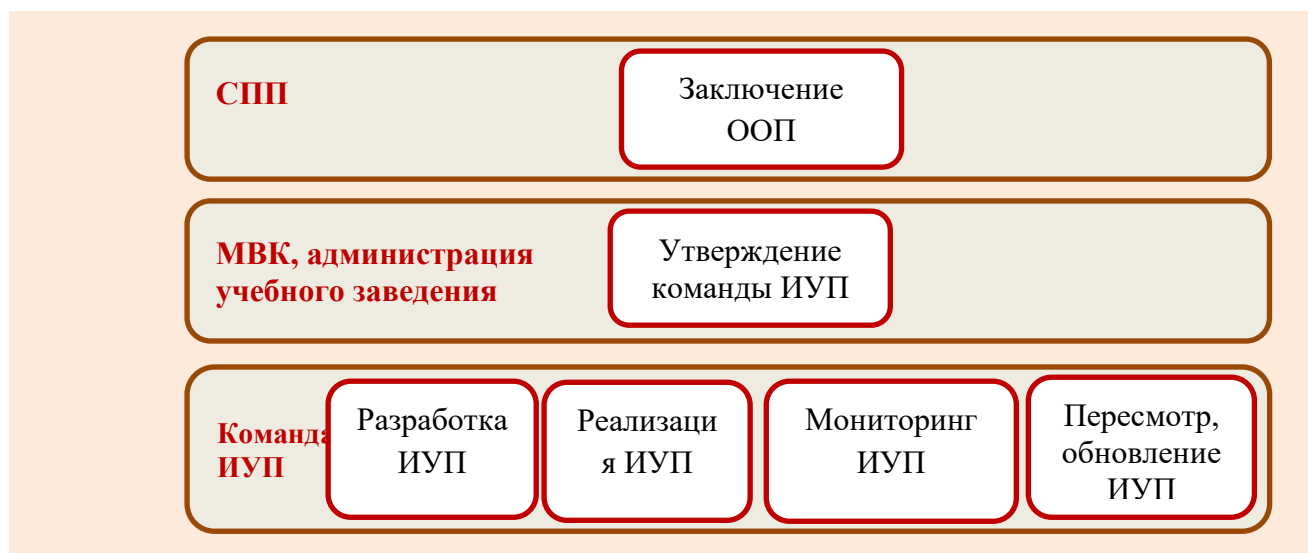 СПП
Заключение
ООП
МВК, администрация
учебного заведения
Утверждение
команды ИУП
Команда
ИУП
Разработка
ИУП
Реализаци
я ИУП
Мониторинг
ИУП
Пересмотр,
обновление
ИУП